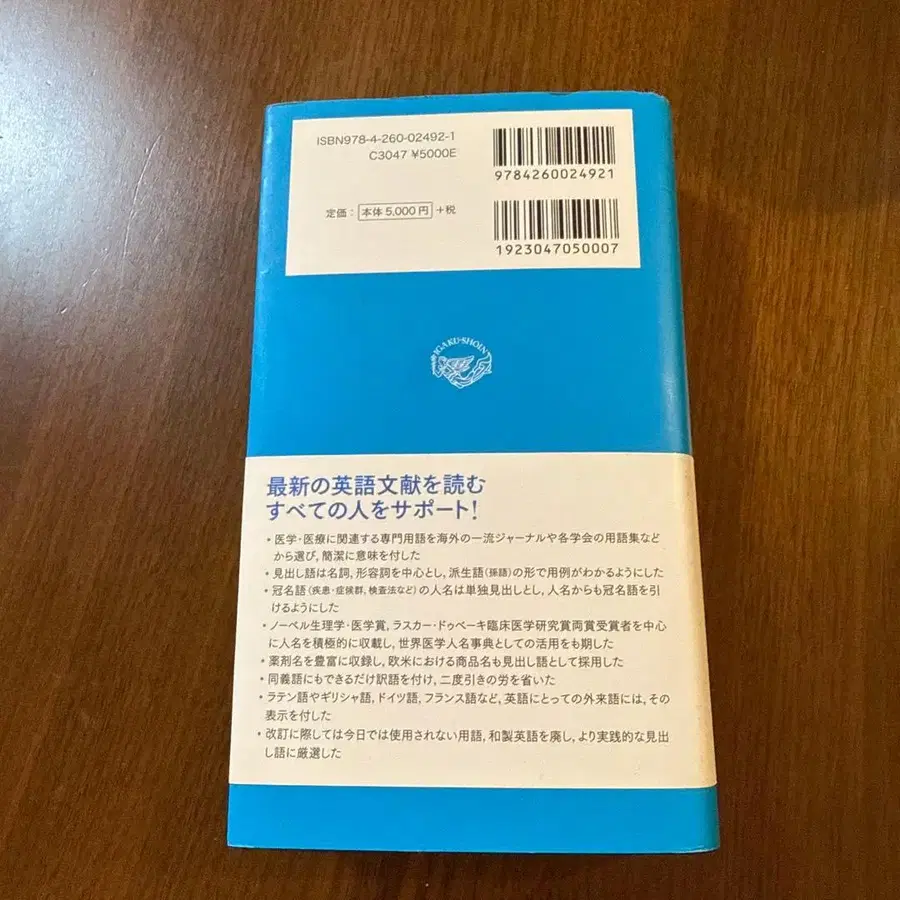 ISBN978-4-260-02492-1
C3047 ¥5000E
9784260024921
定価： 本体 5,000 円 +税
1923047050007
IGAKU-SHOIN
最新の英語文献を読む
すべての人をサポート！
• 医学・医療に関連する専門用語を海外の一流ジャーナルや各学会の用語集など
から選び, 簡潔に意味を付した
• 見出し語は名詞, 形容詞を中心とし, 派生語(孫語)の形で用例がわかるようにした
• 冠名語(疾患・症候群, 検査法など)の人名は単独見出しとし, 人名からも冠名語を引
けるようにした
• ノーベル生理学・医学賞, ラスカー・ドゥベーキ臨床医学研究賞両賞受賞者を中心
に人名を積極的に収載し, 世界医学人名事典としての活用をも期した
• 薬剤名を豊富に収録し, 欧米における商品名も見出し語として採用した
• 同義語にもできるだけ訳語を付け, 二度引きの労を省いた
• ラテン語やギリシャ語, ドイツ語, フランス語など, 英語にとっての外来語には, その
表示を付した
• 改訂に際しては今日では使用されない用語, 和製英語を廃し, より実践的な見出
し語に厳選した